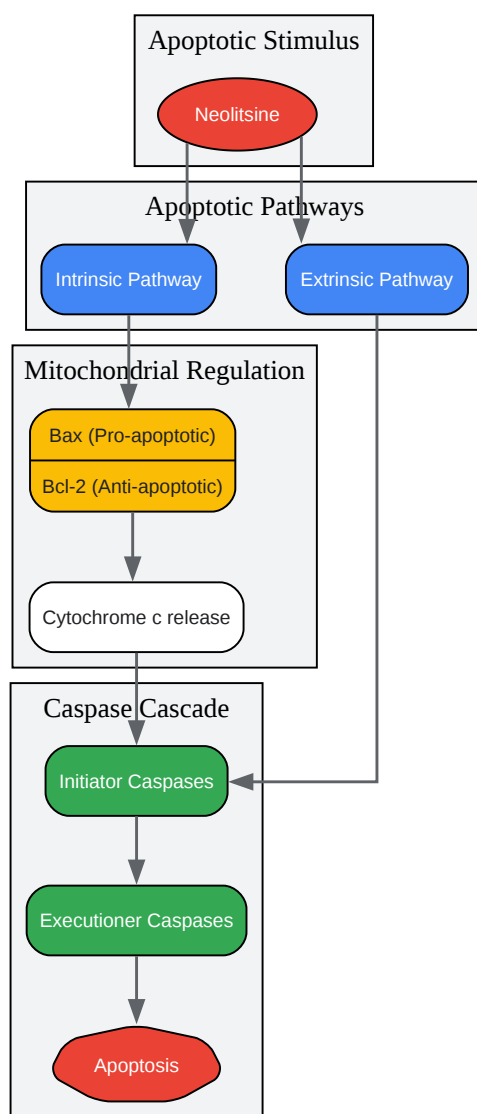 Apoptotic Stimulus
Neolitsine
Apoptotic Pathways
Intrinsic Pathway
Extrinsic Pathway
Mitochondrial Regulation
Bax (Pro-apoptotic)
Bcl-2 (Anti-apoptotic)
Cytochrome c release
Caspase Cascade
Initiator Caspases
Executioner Caspases
Apoptosis